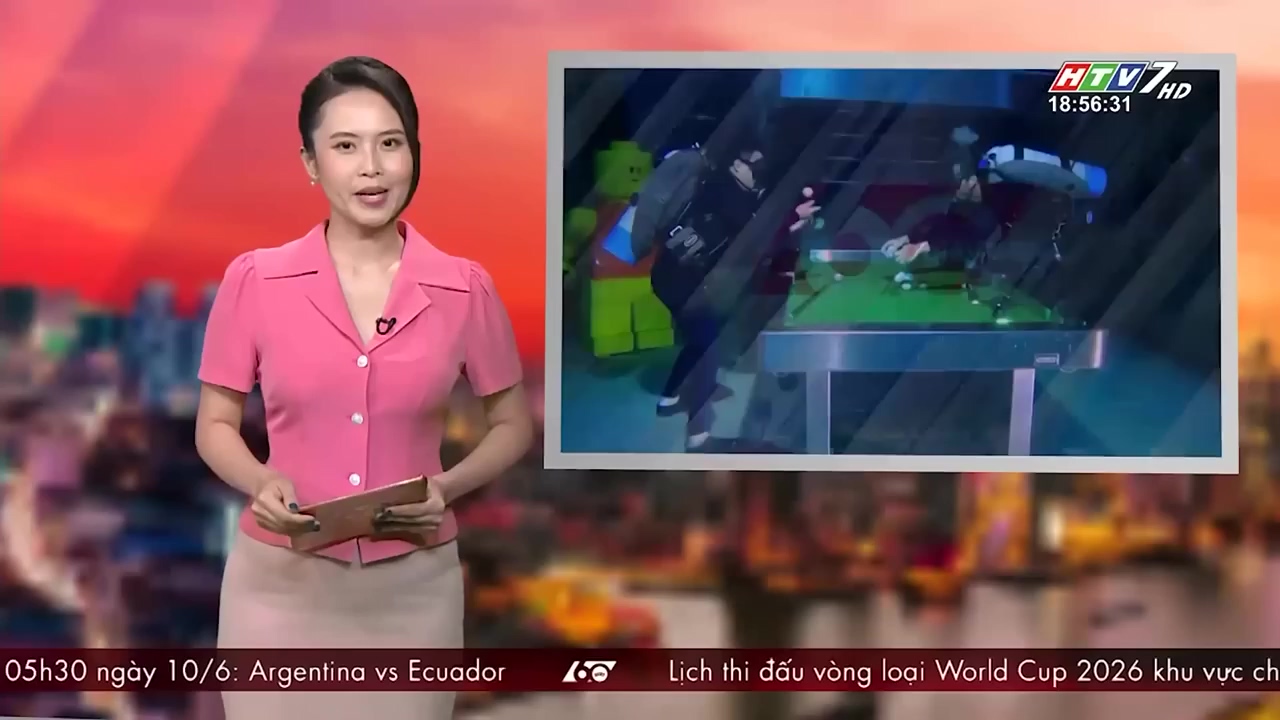 HTV7 HD
18:56:31
05h30 ngày 10/6: Argentina vs Ecuador 60 Lịch thi đấu vòng loại World Cup 2026 khu vực ch